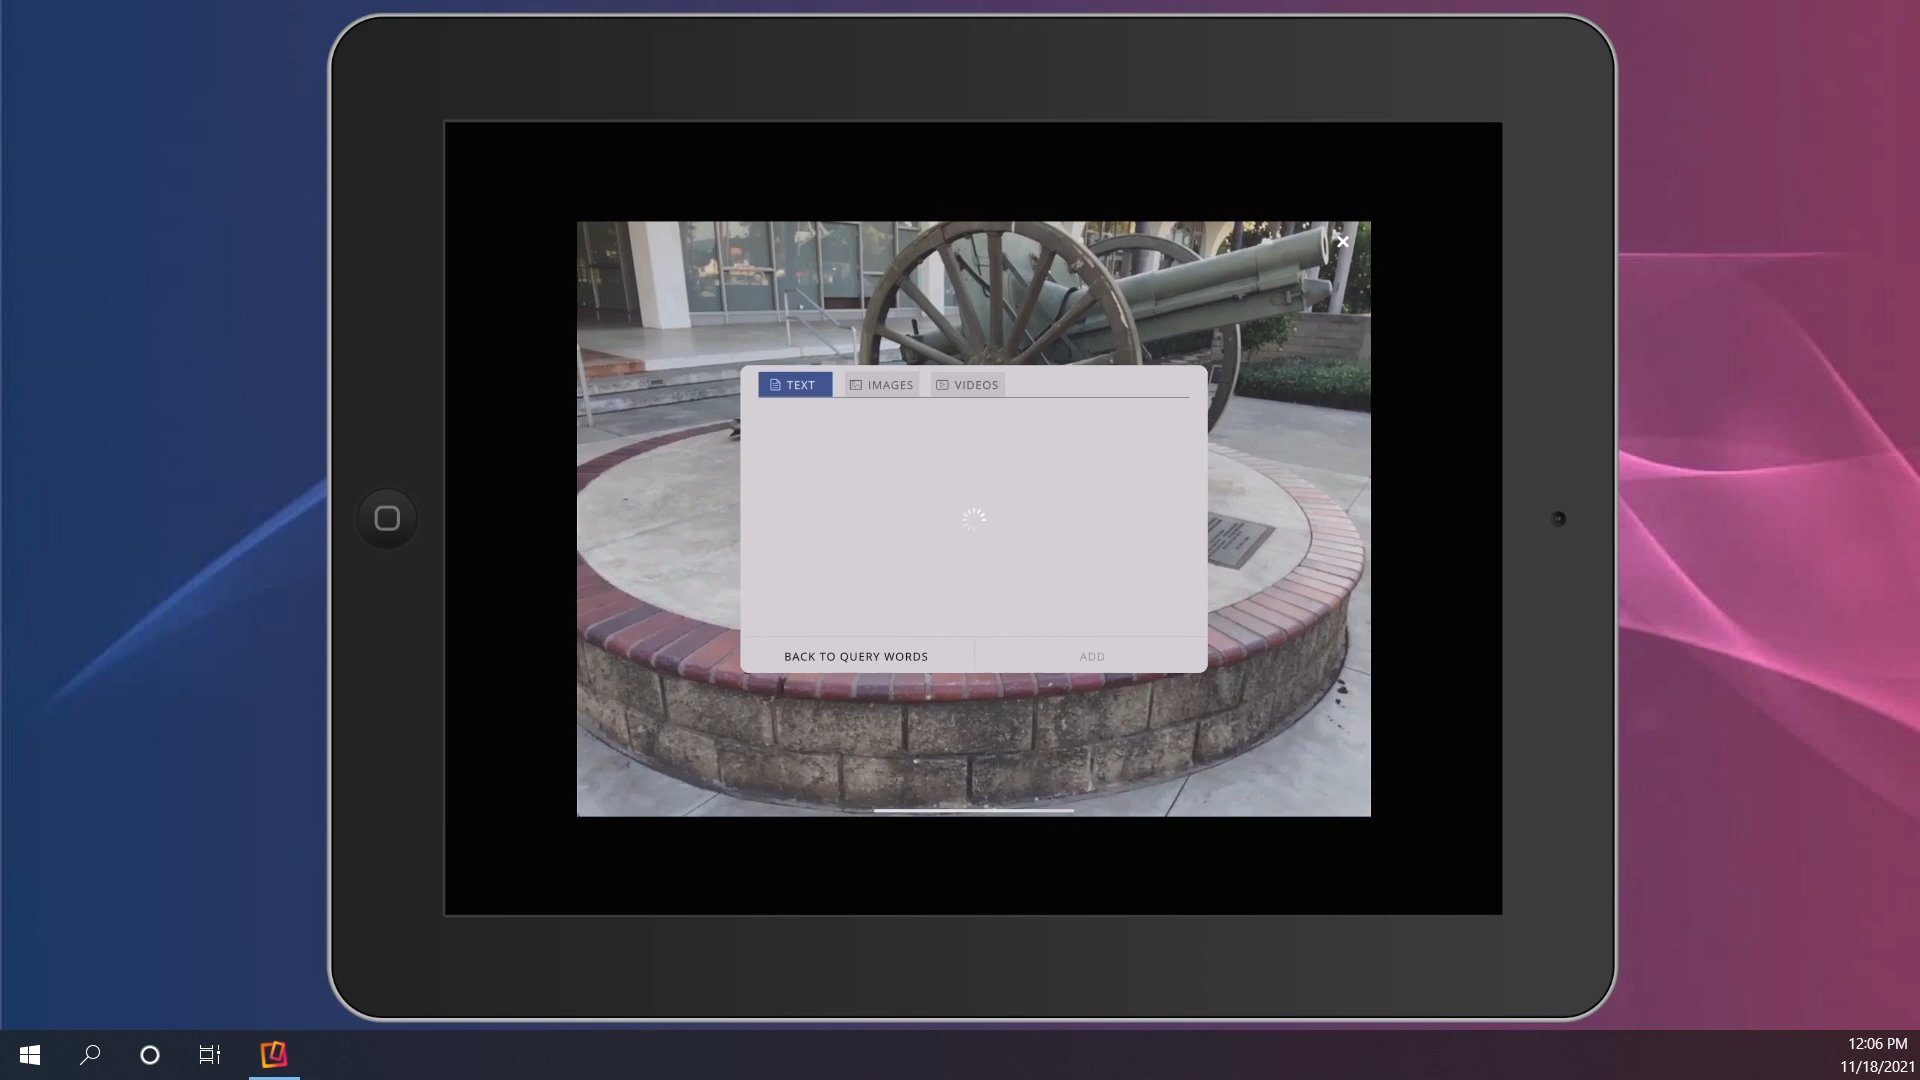 TEXT IMAGES VIDEOS
BACK TO QUERY WORDS ADD
12:06 PM
11/18/2021